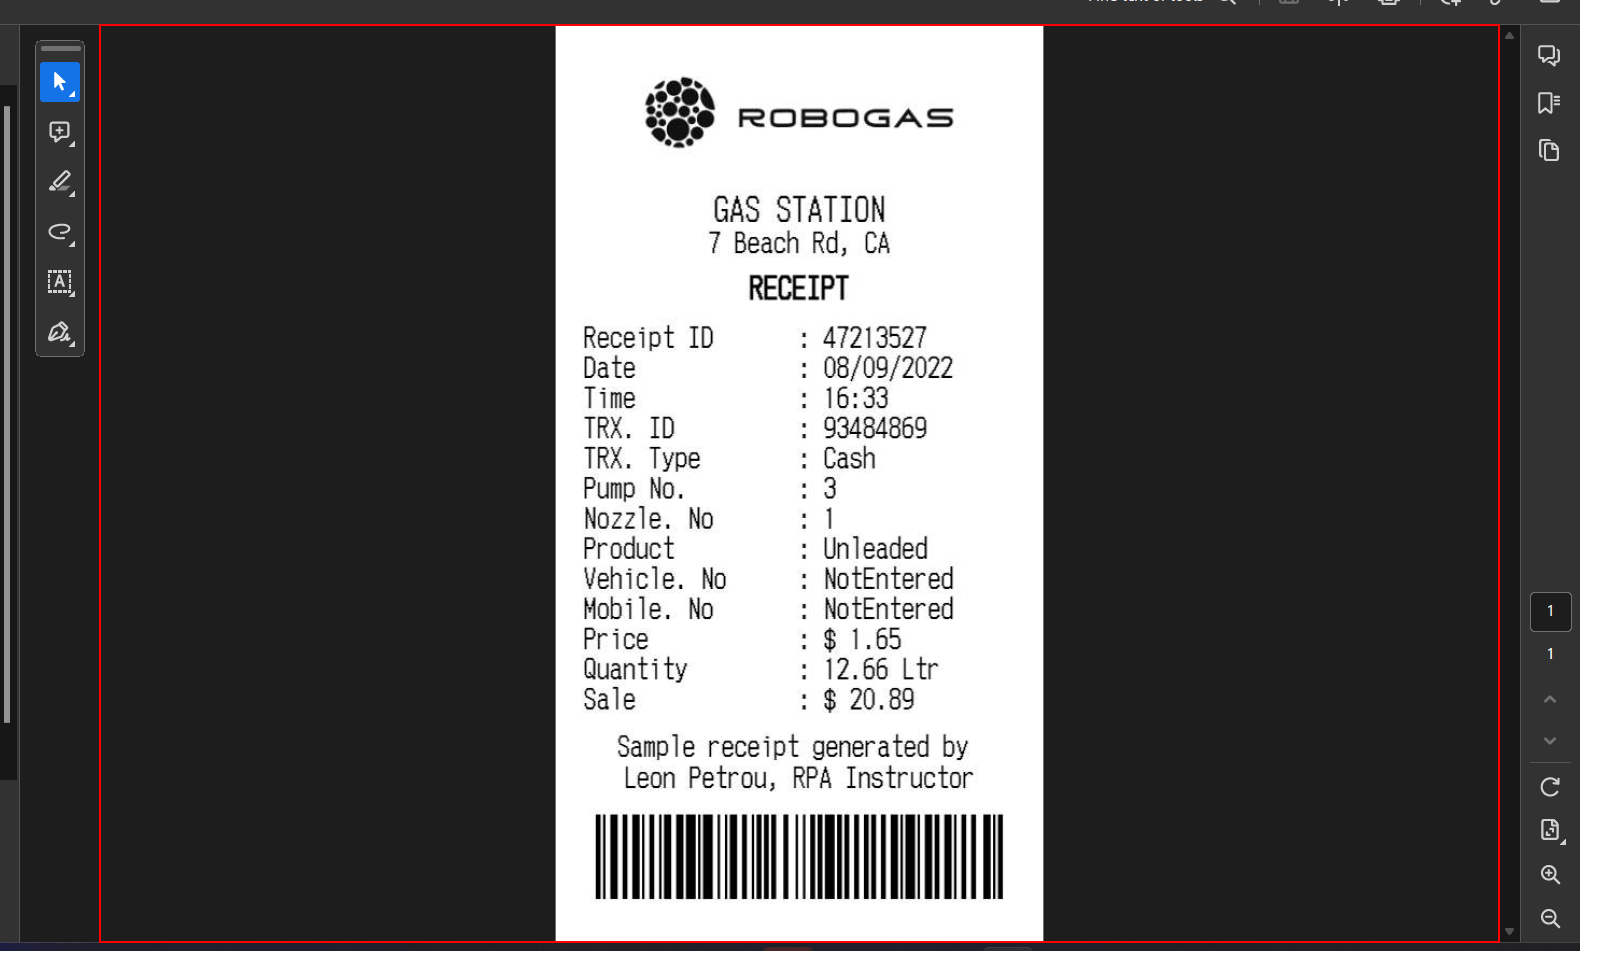 ROBOGAS
GAS STATION
7 Beach Rd, CA
RECEIPT
Receipt ID : 47213527
Date : 08/09/2022
Time : 16:33
TRX. ID : 93484869
TRX. Type : Cash
Pump No. : 3
Nozzle. No : 1
Product : Unleaded
Vehicle. No : NotEntered
Mobile. No : NotEntered
Price : $ 1.65
Quantity : 12.66 Ltr
Sale : $ 20.89
Sample receipt generated by
Leon Petrou, RPA Instructor
1
1